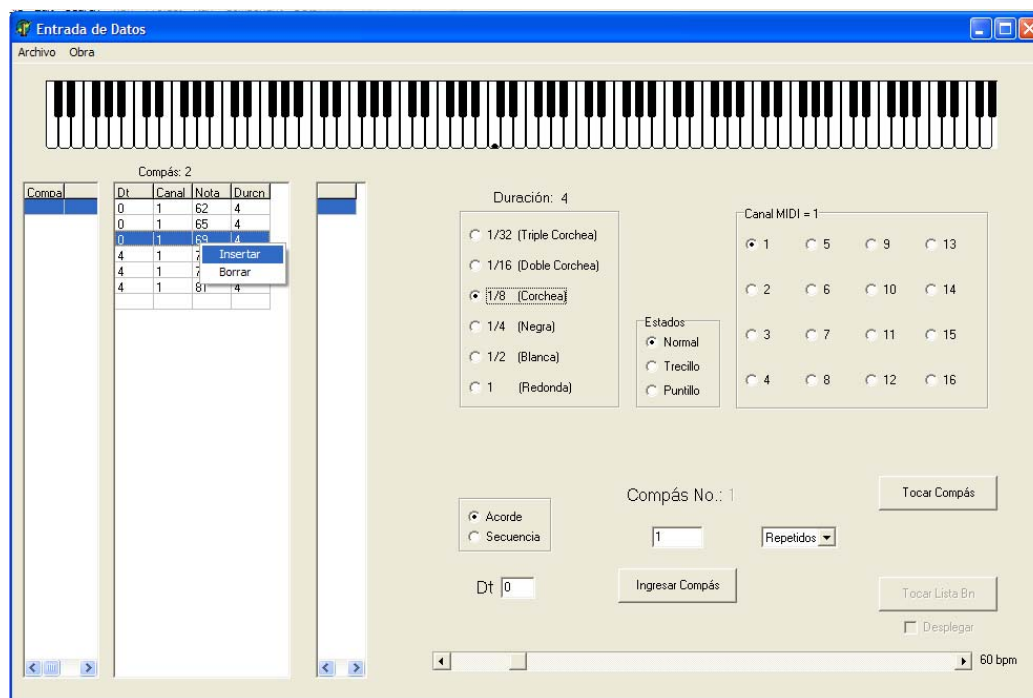 Entrada de Datos
Archivo Obra
Compás: 2
Compa
Dt Canal Nota Durcn
0 1 62 4
0 1 65 4
0 1 69 4
4 1 7
4 1 7
4 1 81 4
Insertar
Borrar
Duración: 4
1/32 (Triple Corchea)
1/16 (Doble Corchea)
1/8 (Corchea)
1/4 (Negra)
1/2 (Blanca)
1 (Redonda)
Estados
Normal
Trecillo
Puntillo
Canal MIDI = 1
1 5 9 13
2 6 10 14
3 7 11 15
4 8 12 16
Acorde
Secuencia
Dt 0
Compás No.: 1
1
Repetidos
Ingresar Compás
Tocar Compás
Tocar Lista Bn
Desplegar
60 bpm